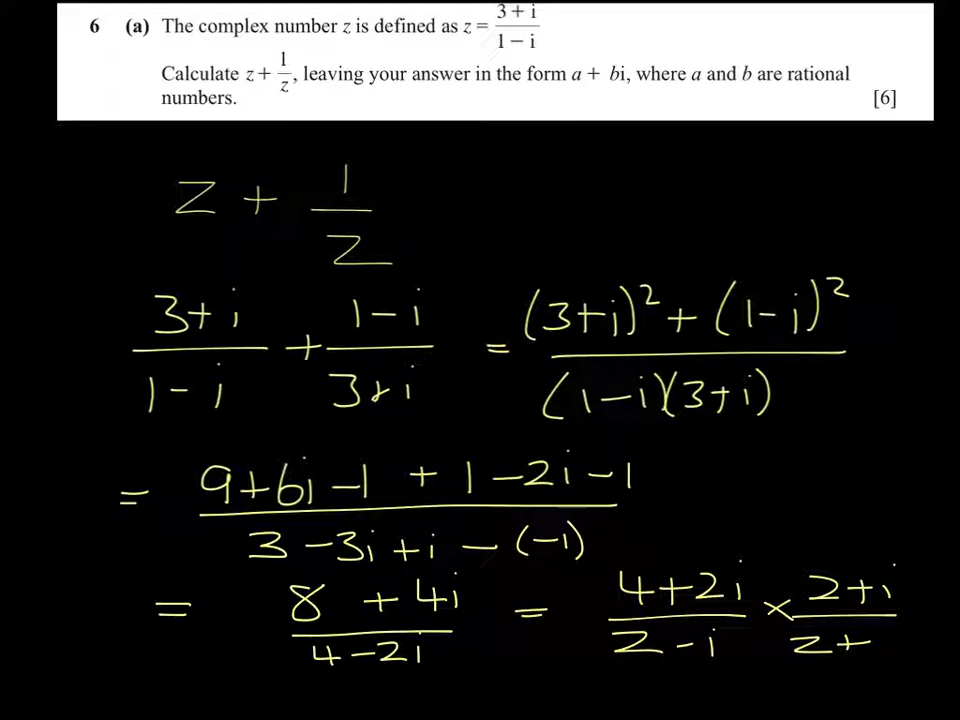 6 (a) The complex number z is defined as z = (3 + i)/(1 − i)
Calculate z + 1/z, leaving your answer in the form a + bi, where a and b are rational
numbers. [6]
z + 1/z
(3+i)/(1-i) + (1-i)/(3+i) = ((3+i)² + (1-i)²)/((1-i)(3+i))
= (9+6i-1 + 1-2i-1)/(3-3i+i-(-1))
= (8+4i)/(4-2i) = (4+2i)/(2-i) × (2+i)/(2+